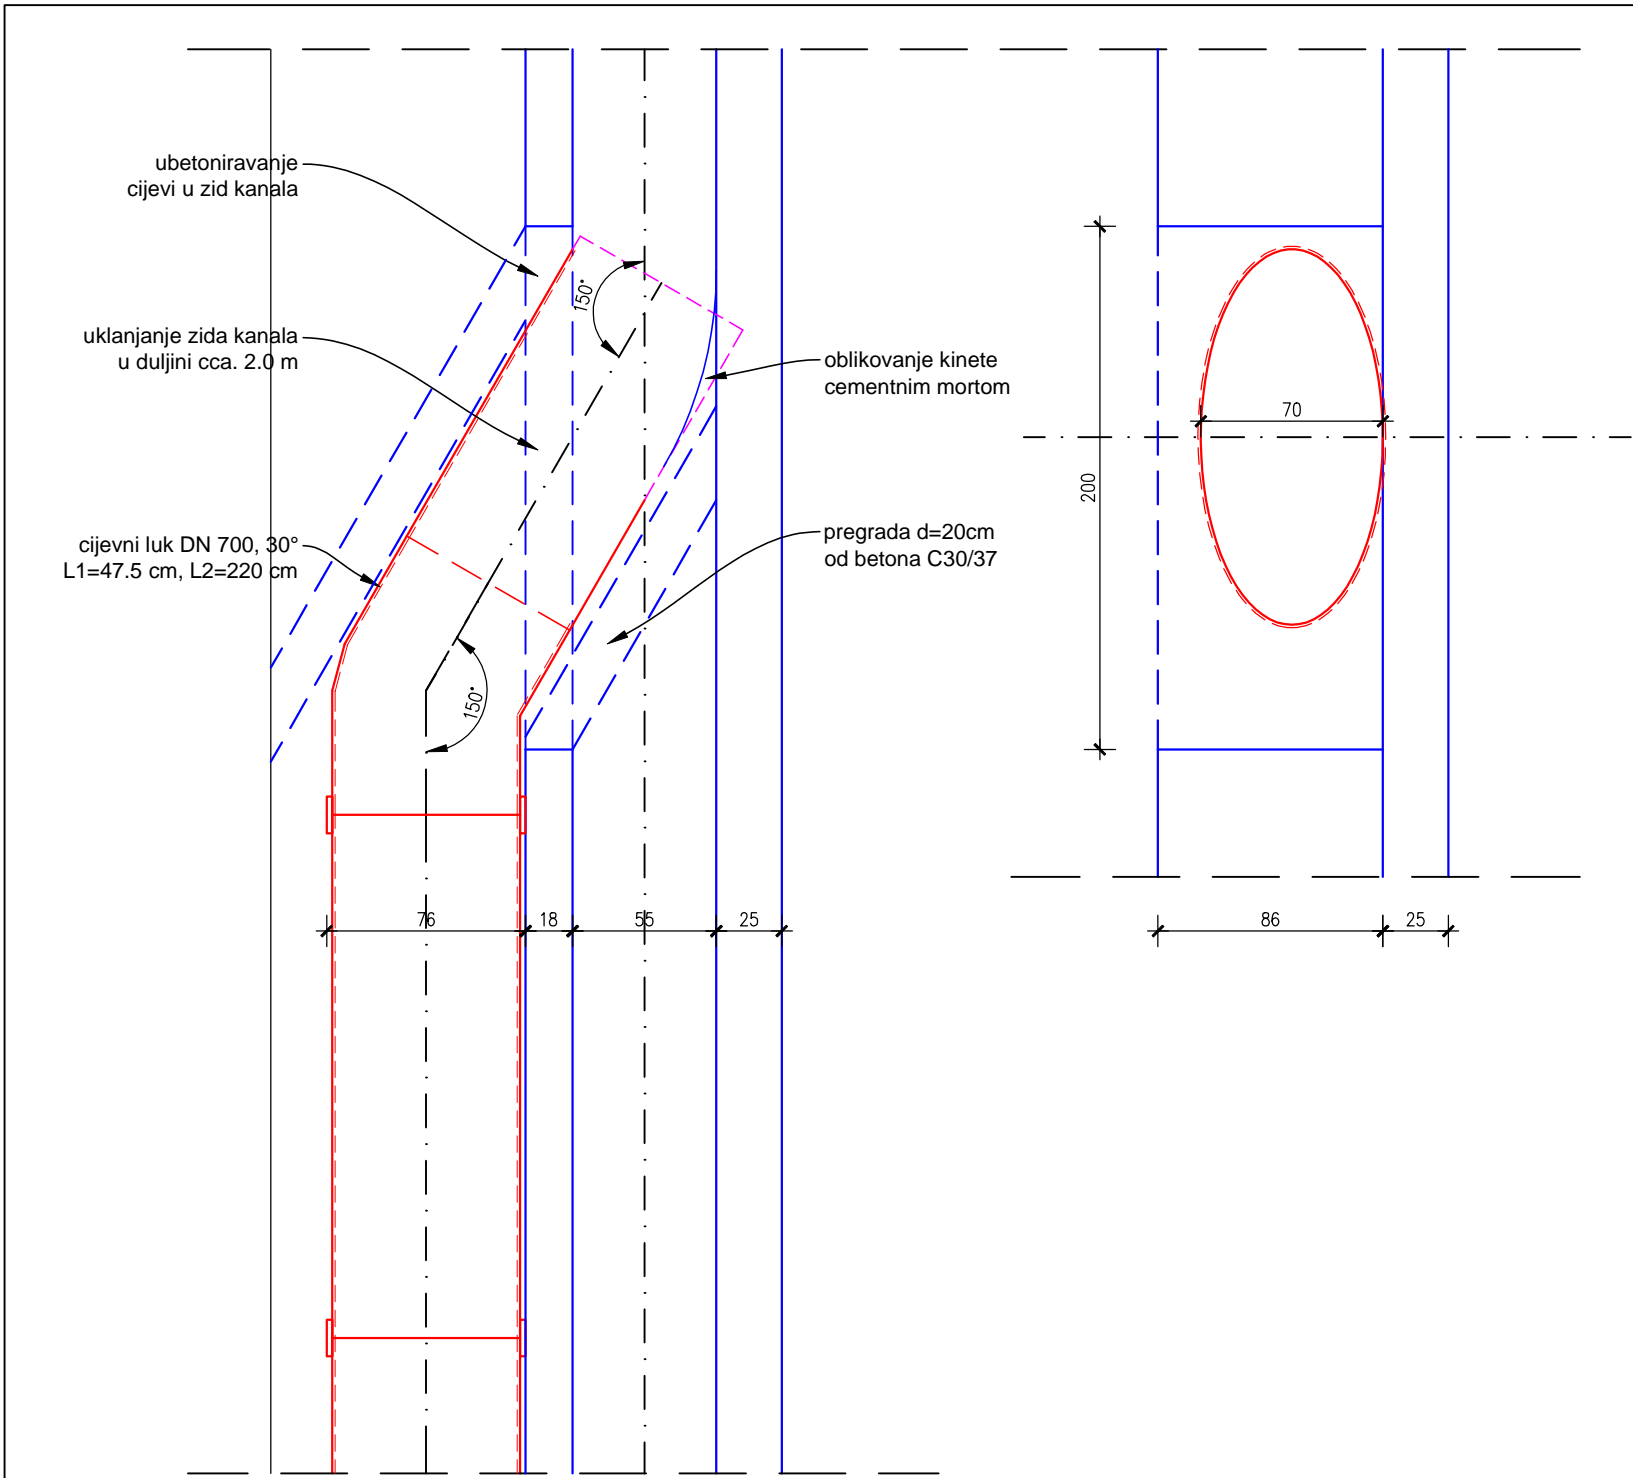 ubetoniravanje
cijevi u zid kanala
150°
uklanjanje zida kanala
u duljini cca. 2.0 m
oblikovanje kinete
cementnim mortom
70
200
cijevni luk DN 700, 30°
L1=47.5 cm, L2=220 cm
pregrada d=20cm
od betona C30/37
150°
76
18
55
25
86
25